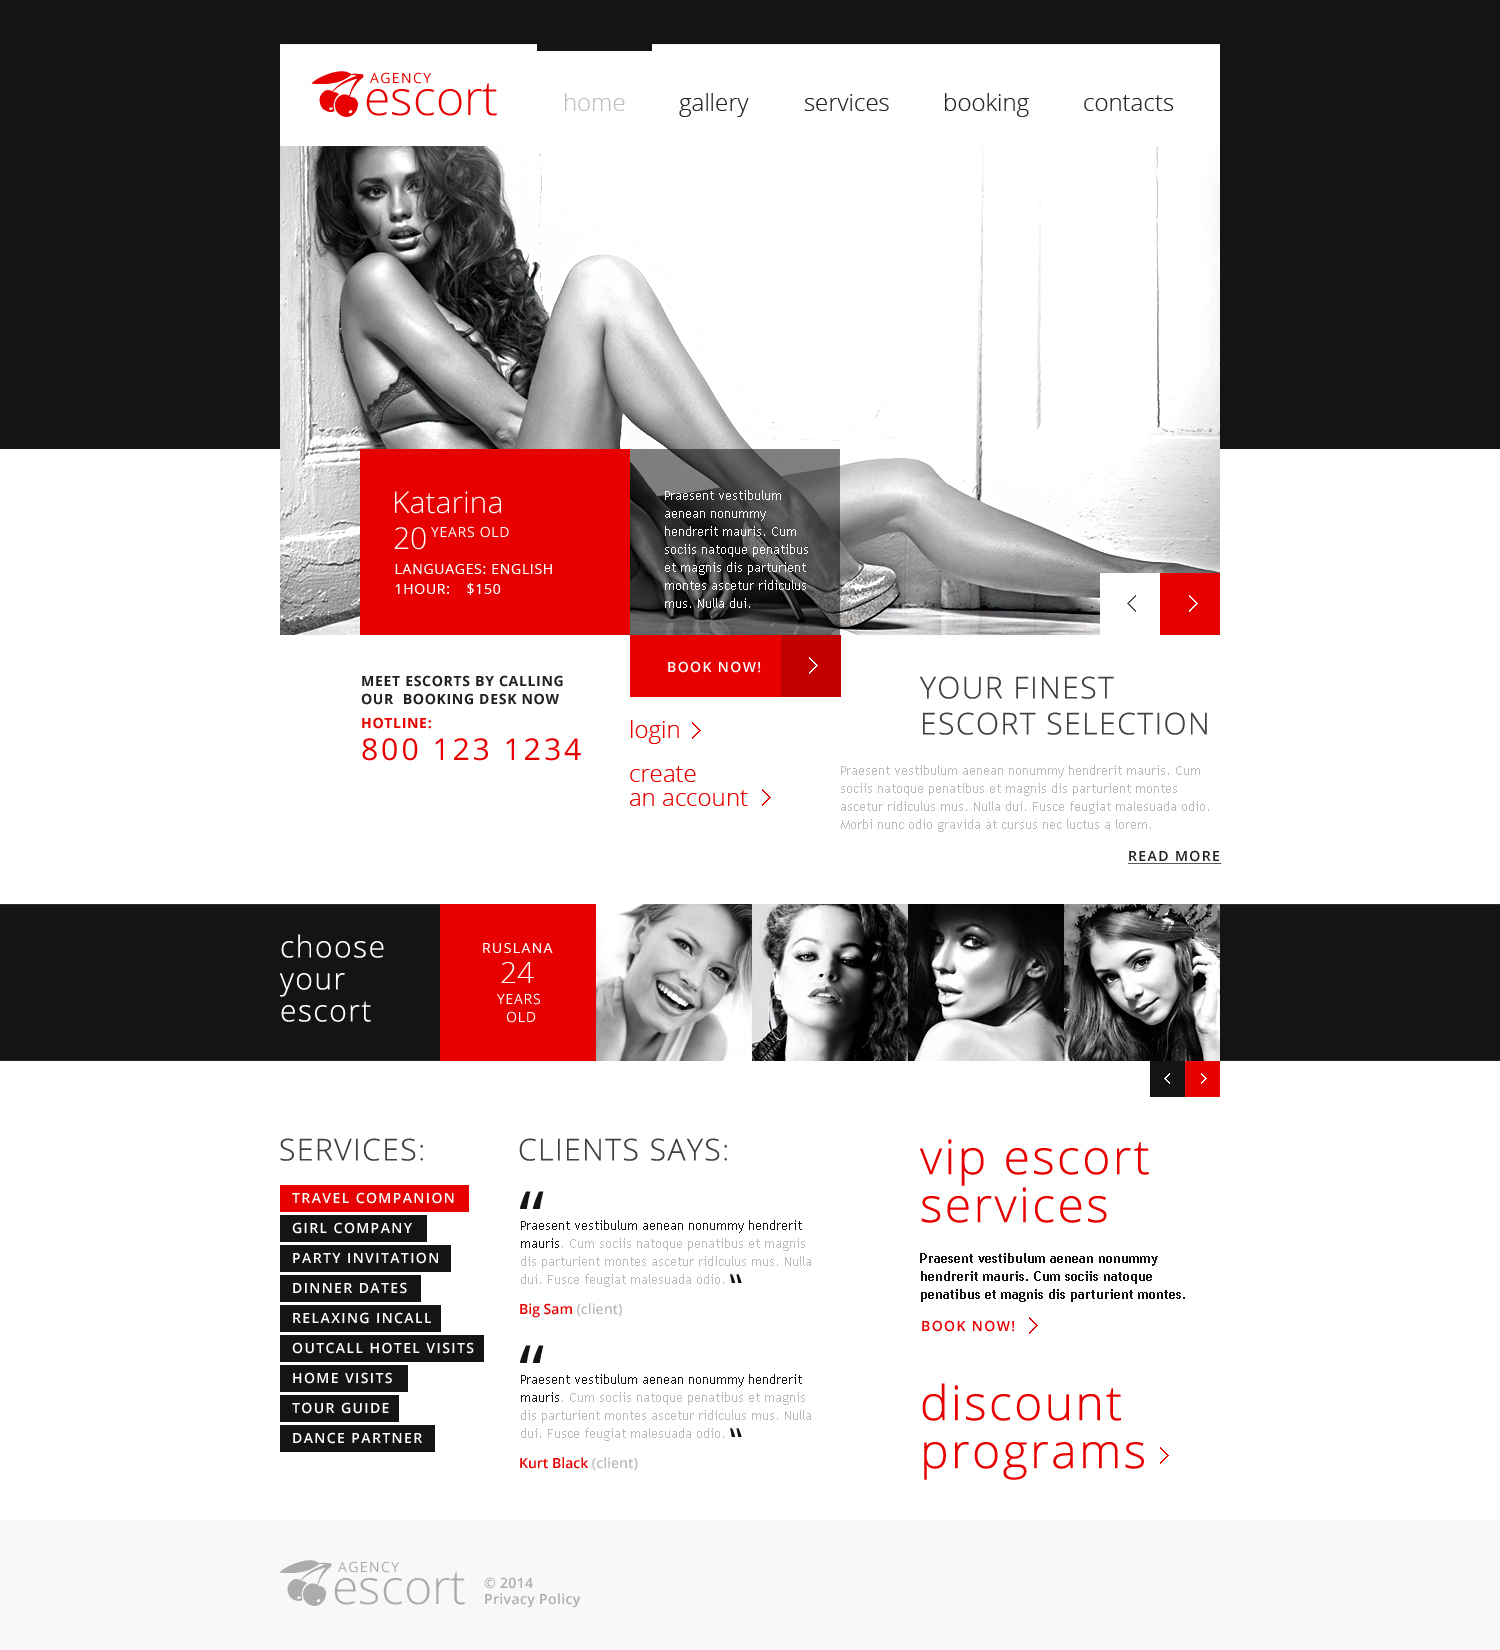 AGENCY
escort
home
gallery
services
booking
contacts
Katarina
20 YEARS OLD
LANGUAGES: ENGLISH
1HOUR: $150
Praesent vestibulum
aenean nonummy
hendrerit mauris. Cum
sociis natoque penatibus
et magnis dis parturient
montes ascetur ridiculus
mus. Nulla dui.
BOOK NOW!
MEET ESCORTS BY CALLING
OUR BOOKING DESK NOW
HOTLINE:
800 123 1234
login
create
an account
YOUR FINEST
ESCORT SELECTION
Praesent vestibulum aenean nonummy hendrerit mauris. Cum
sociis natoque penatibus et magnis dis parturient montes
ascetur ridiculus mus. Nulla dui. Fusce feugiat malesuada odio.
Morbi nunc odio gravida at cursus nec luctus a lorem.
READ MORE
choose
your
escort
RUSLANA
24
YEARS
OLD
SERVICES:
TRAVEL COMPANION
GIRL COMPANY
PARTY INVITATION
DINNER DATES
RELAXING INCALL
OUTCALL HOTEL VISITS
HOME VISITS
TOUR GUIDE
DANCE PARTNER
CLIENTS SAYS:
"
Praesent vestibulum aenean nonummy hendrerit
mauris. Cum sociis natoque penatibus et magnis
dis parturient montes ascetur ridiculus mus. Nulla
dui. Fusce feugiat malesuada odio. "
Big Sam (client)
"
Praesent vestibulum aenean nonummy hendrerit
mauris. Cum sociis natoque penatibus et magnis
dis parturient montes ascetur ridiculus mus. Nulla
dui. Fusce feugiat malesuada odio. "
Kurt Black (client)
vip escort
services
Praesent vestibulum aenean nonummy
hendrerit mauris. Cum sociis natoque
penatibus et magnis dis parturient montes.
BOOK NOW!
discount
programs
AGENCY
escort
© 2014
Privacy Policy